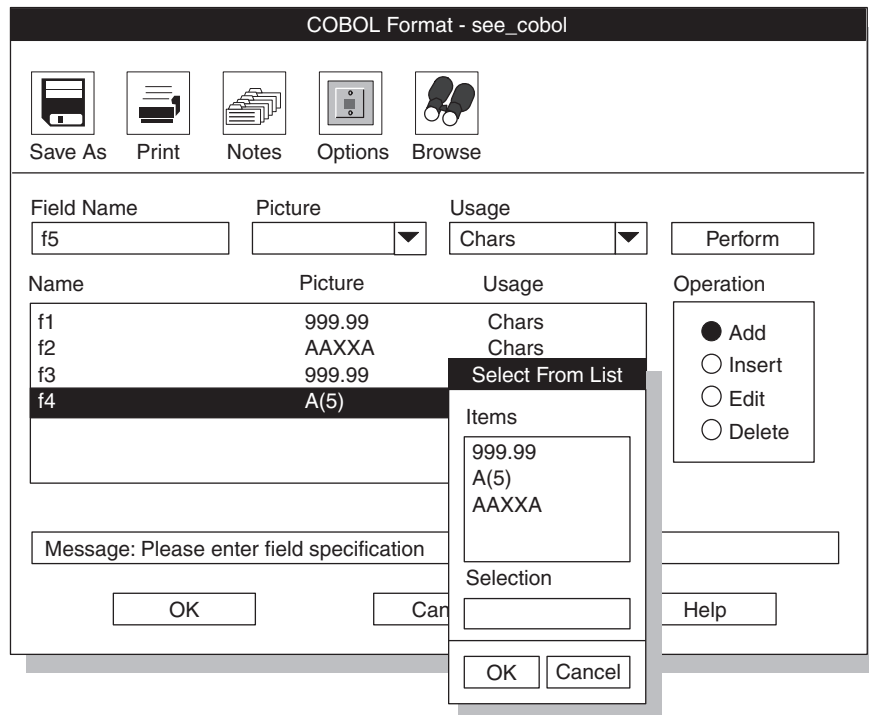 COBOL Format - see_cobol
Save As Print Notes Options Browse
Field Name Picture Usage
f5 Chars Perform
Name Picture Usage Operation
f1 999.99 Chars
f2 AAXXA Chars
f3 999.99
f4 A(5)
Add
Insert
Edit
Delete
Select From List
Items
999.99
A(5)
AAXXA
Selection
OK Cancel
Message: Please enter field specification
OK Can Help